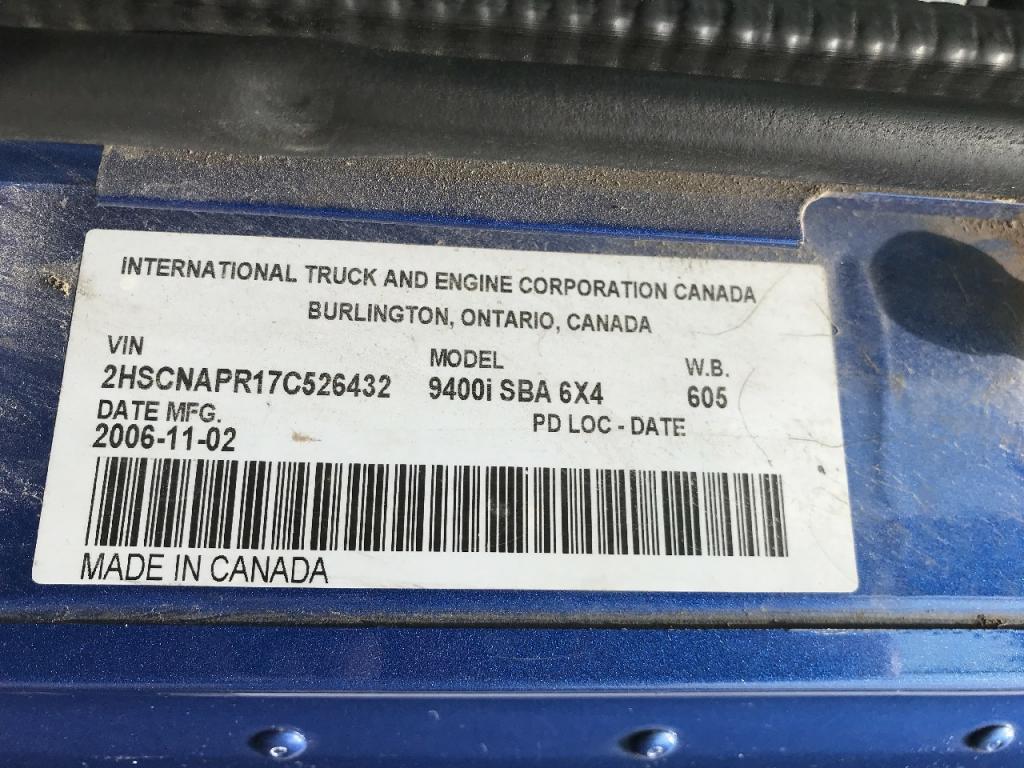 INTERNATIONAL TRUCK AND ENGINE CORPORATION CANADA
BURLINGTON, ONTARIO, CANADA
VIN MODEL W.B.
2HSCNAPR17C526432 9400i SBA 6X4 605
DATE MFG. PD LOC - DATE
2006-11-02
MADE IN CANADA